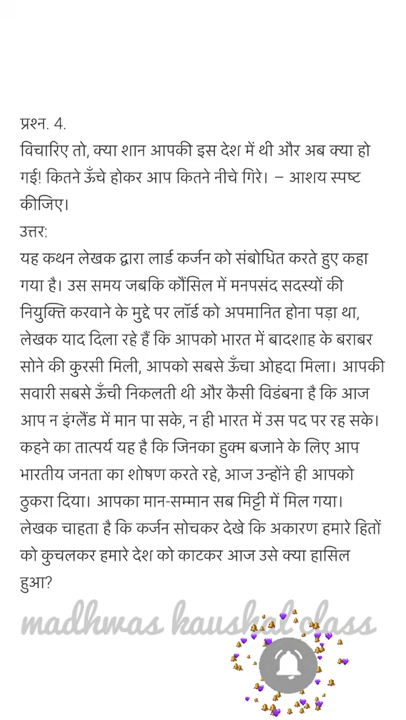 प्रश्न. 4.
विचारिए तो, क्या शान आपकी इस देश में थी और अब क्या हो
गई! कितने ऊँचे होकर आप कितने नीचे गिरे। – आशय स्पष्ट
कीजिए।
उत्तर:
यह कथन लेखक द्वारा लार्ड कर्जन को संबोधित करते हुए कहा
गया है। उस समय जबकि कौंसिल में मनपसंद सदस्यों की
नियुक्ति करवाने के मुद्दे पर लॉर्ड को अपमानित होना पड़ा था,
लेखक याद दिला रहे हैं कि आपको भारत में बादशाह के बराबर
सोने की कुरसी मिली, आपको सबसे ऊँचा ओहदा मिला। आपकी
सवारी सबसे ऊँची निकलती थी और कैसी विडंबना है कि आज
आप न इंग्लैंड में मान पा सके, न ही भारत में उस पद पर रह सके।
कहने का तात्पर्य यह है कि जिनका हुक्म बजाने के लिए आप
भारतीय जनता का शोषण करते रहे, आज उन्होंने ही आपको
ठुकरा दिया। आपका मान-सम्मान सब मिट्टी में मिल गया।
लेखक चाहता है कि कर्जन सोचकर देखे कि अकारण हमारे हितों
को कुचलकर हमारे देश को काटकर आज उसे क्या हासिल
हुआ?
madhwas kaushal class